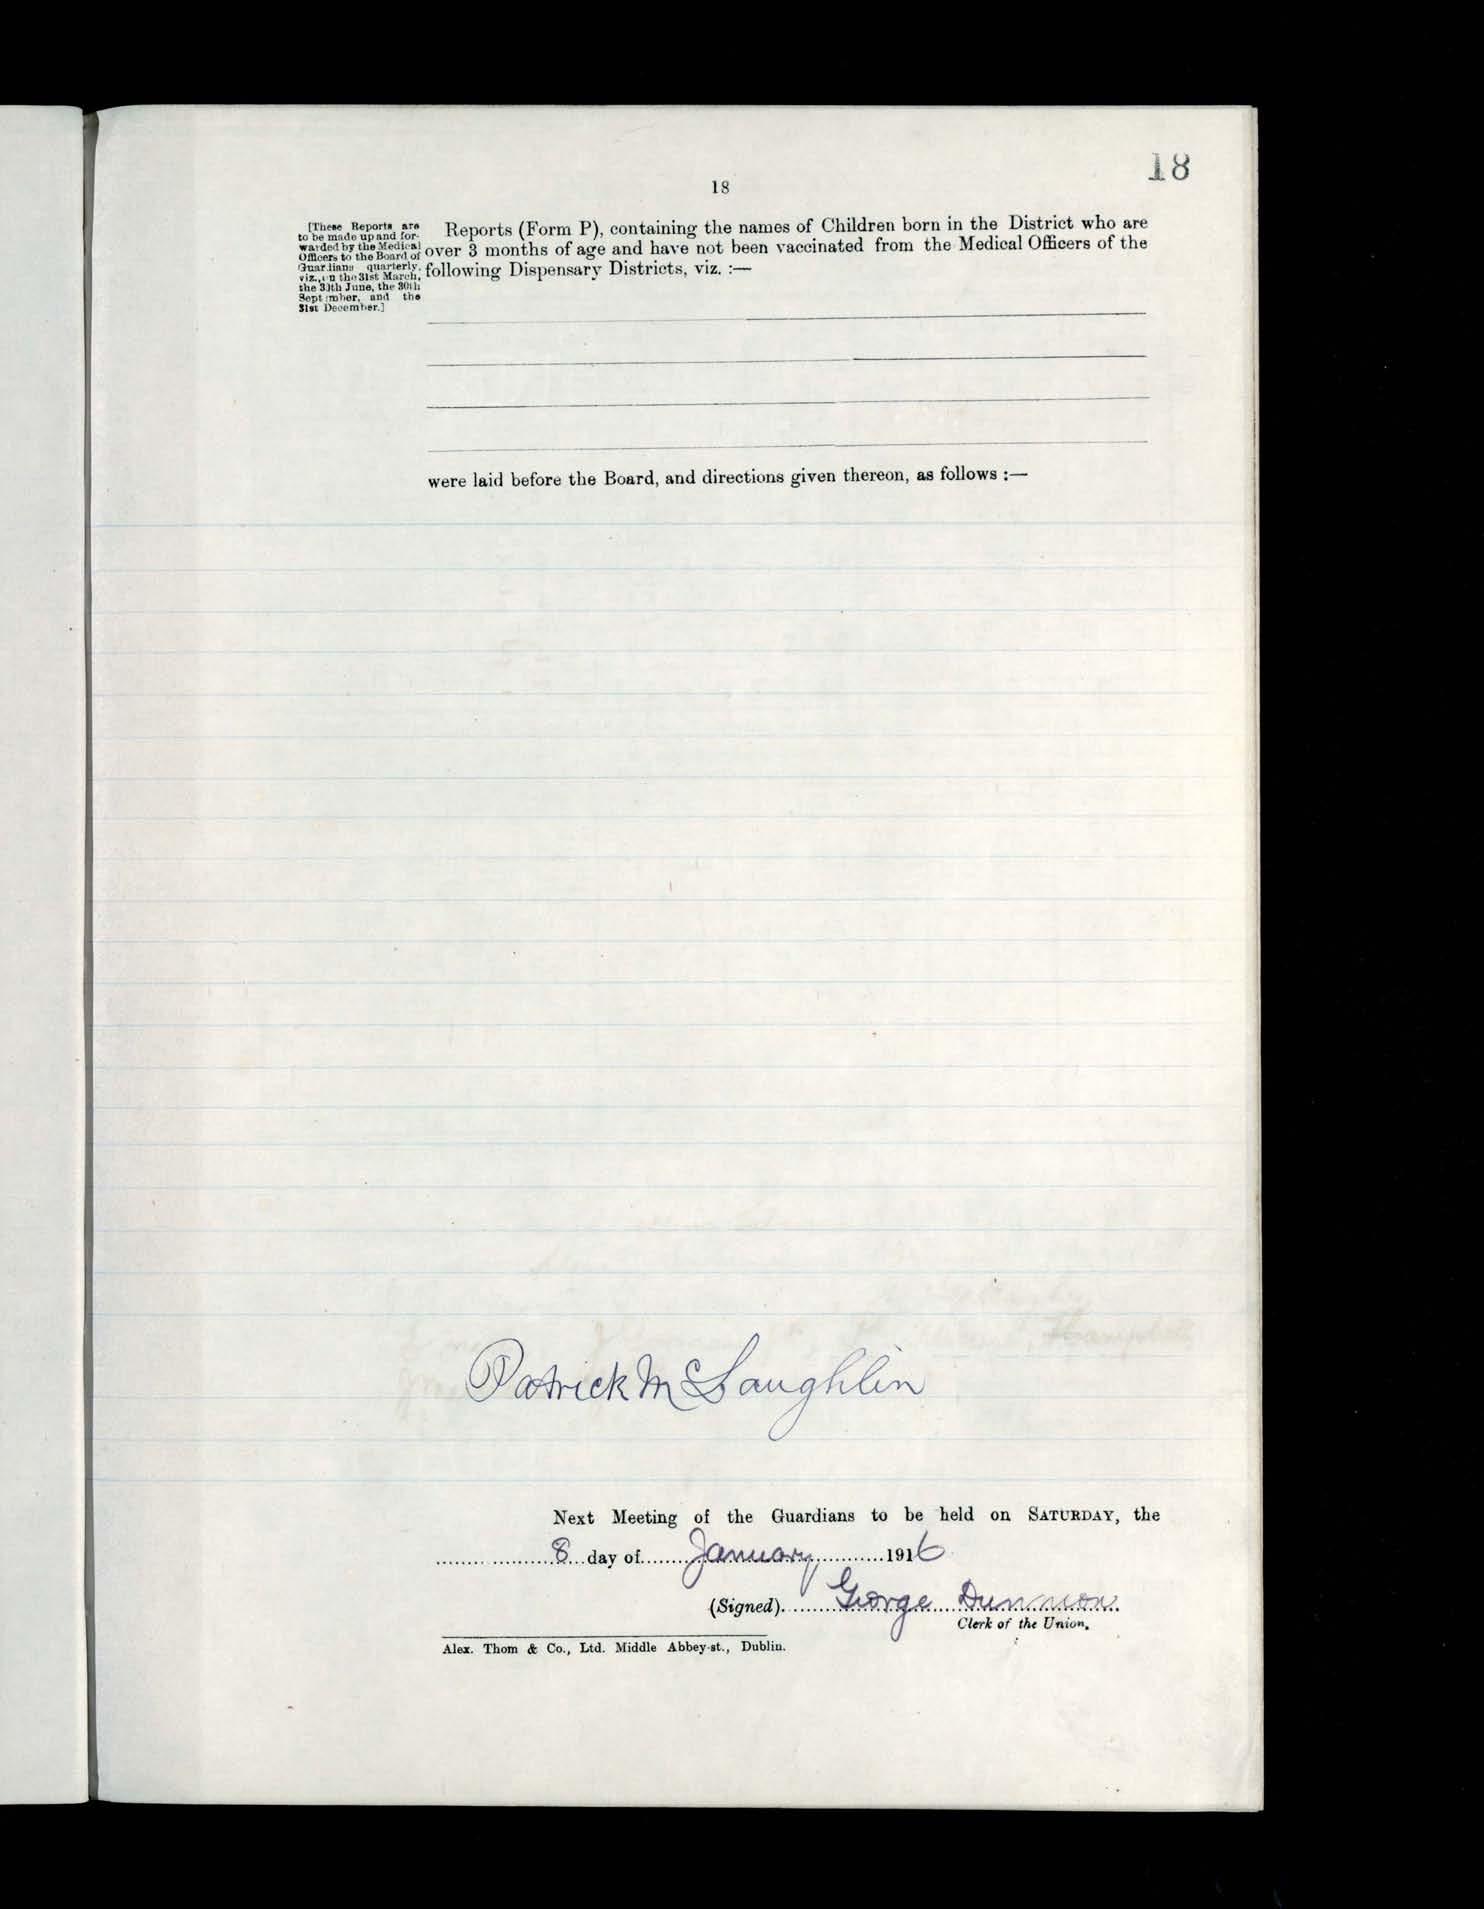 18
18
[These Reports are
to be made up and for-
warded by the Medical
Officers to the Board of
Guardians quarterly,
viz., on the 31st March,
the 30th June, the 30th
September, and the
31st December.]
Reports (Form P), containing the names of Children born in the District who are
over 3 months of age and have not been vaccinated from the Medical Officers of the
following Dispensary Districts, viz. :—
were laid before the Board, and directions given thereon, as follows :—
Patrick McLaughlin
Next Meeting of the Guardians to be held on SATURDAY, the
8 day of January 1916
(Signed) George Dunnion
Clerk of the Union.
Alex. Thom & Co., Ltd. Middle Abbey-st., Dublin.